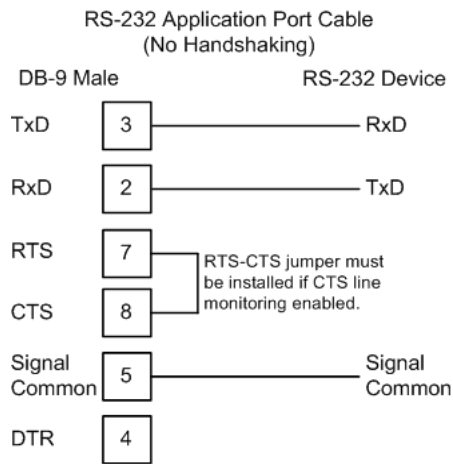 RS-232 Application Port Cable
(No Handshaking)
DB-9 Male
RS-232 Device
TxD
3
RxD
RxD
2
TxD
RTS
7
RTS-CTS jumper must
be installed if CTS line
monitoring enabled.
CTS
8
Signal
Common
5
Signal
Common
DTR
4